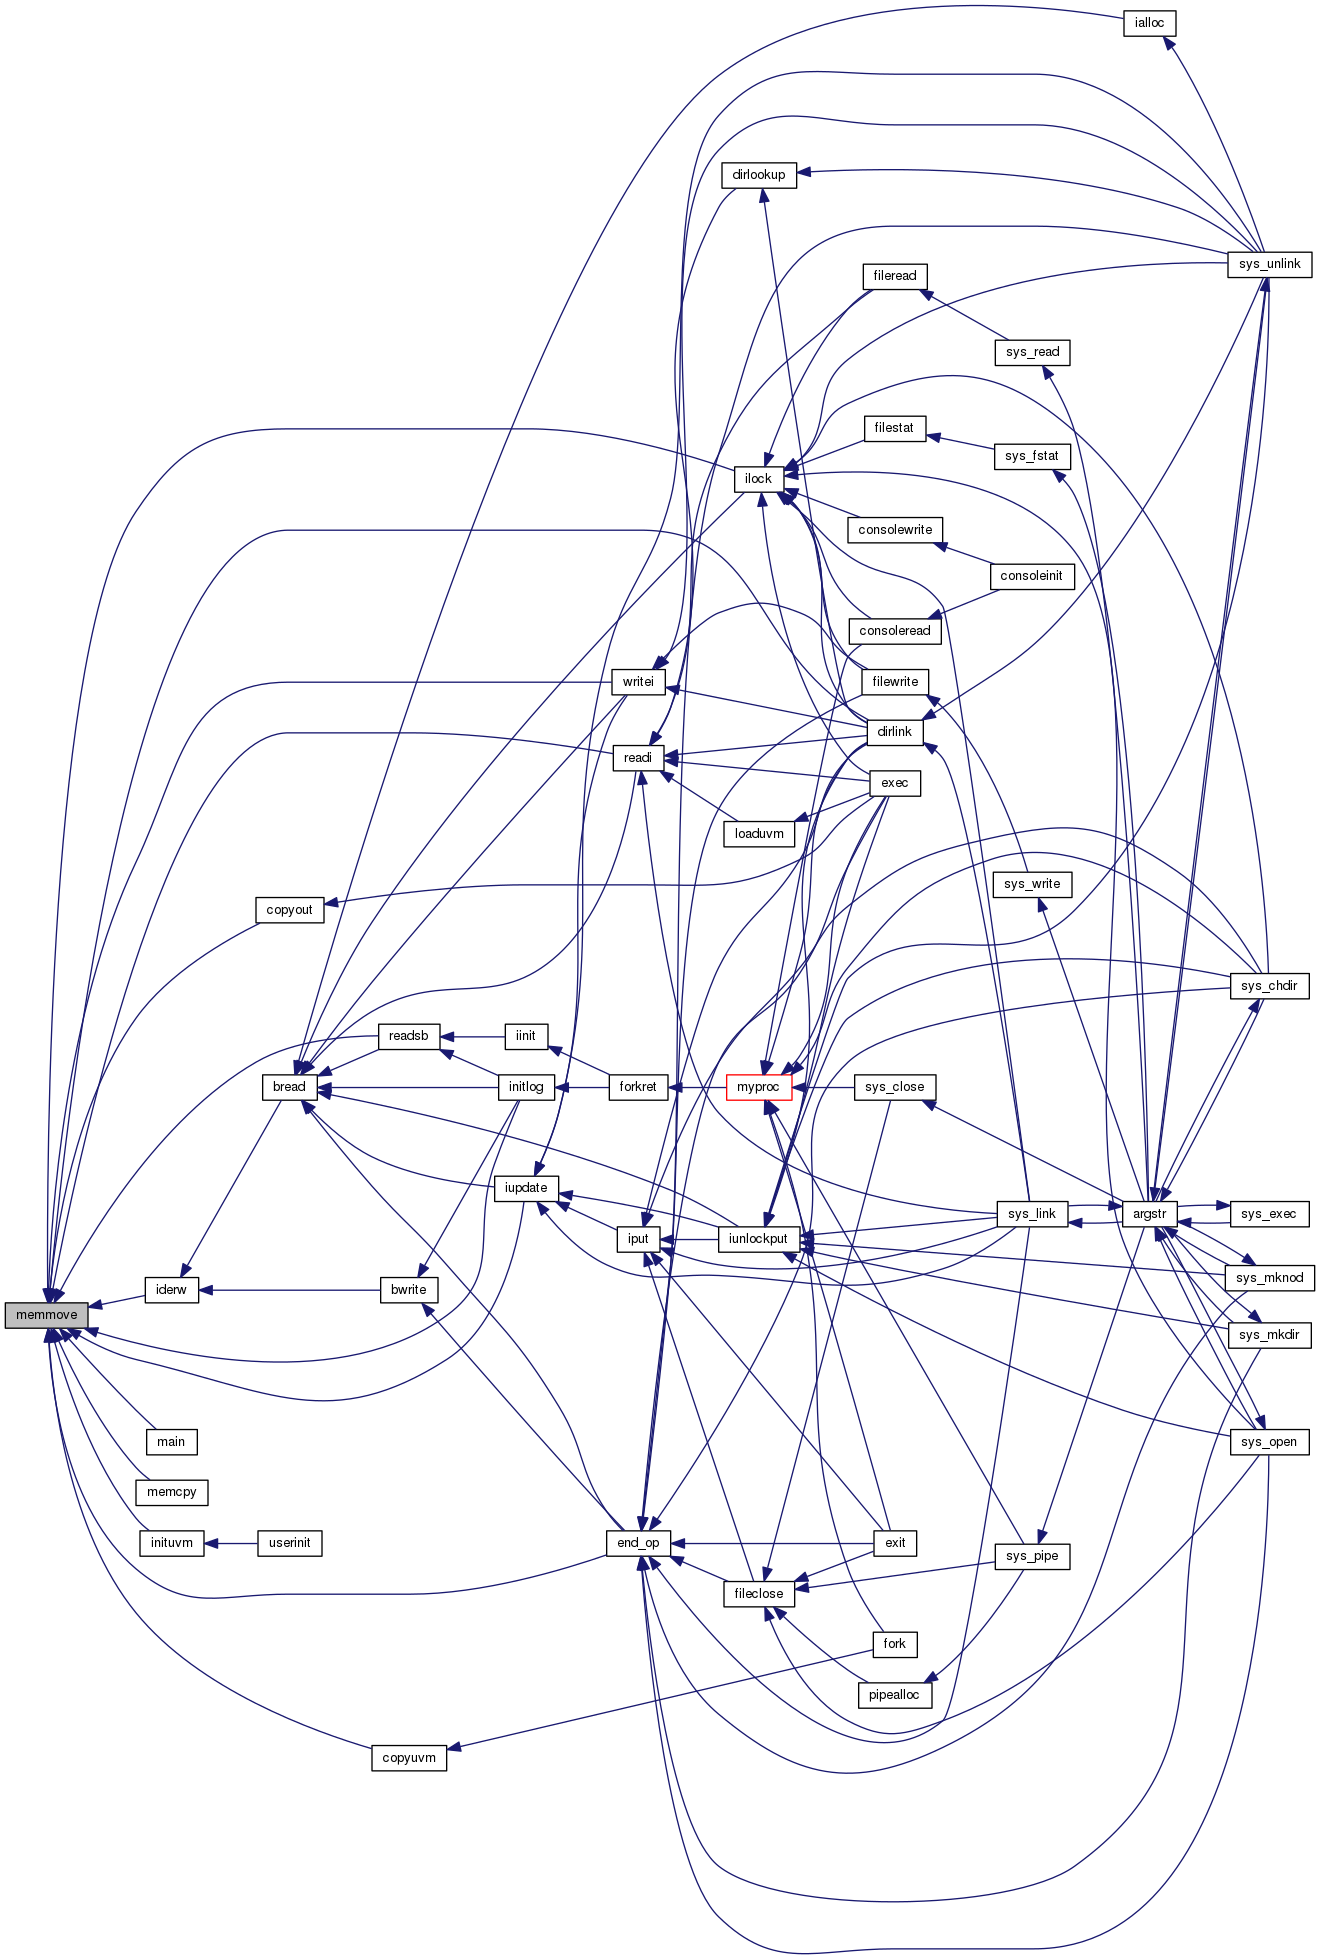 ialloc
dirlookup
sys_unlink
fileread
sys_read
filestat
sys_fstat
ilock
consolewrite
consoleinit
consoleread
writei
filewrite
dirlink
readi
exec
loaduvm
sys_write
copyout
sys_chdir
readsb
iinit
bread
initlog
forkret
myproc
sys_close
iupdate
sys_link
argstr
sys_exec
iput
iunlockput
sys_mknod
iderw
bwrite
memmove
sys_mkdir
main
sys_open
memcpy
inituvm
userinit
end_op
exit
sys_pipe
fileclose
fork
pipealloc
copyuvm